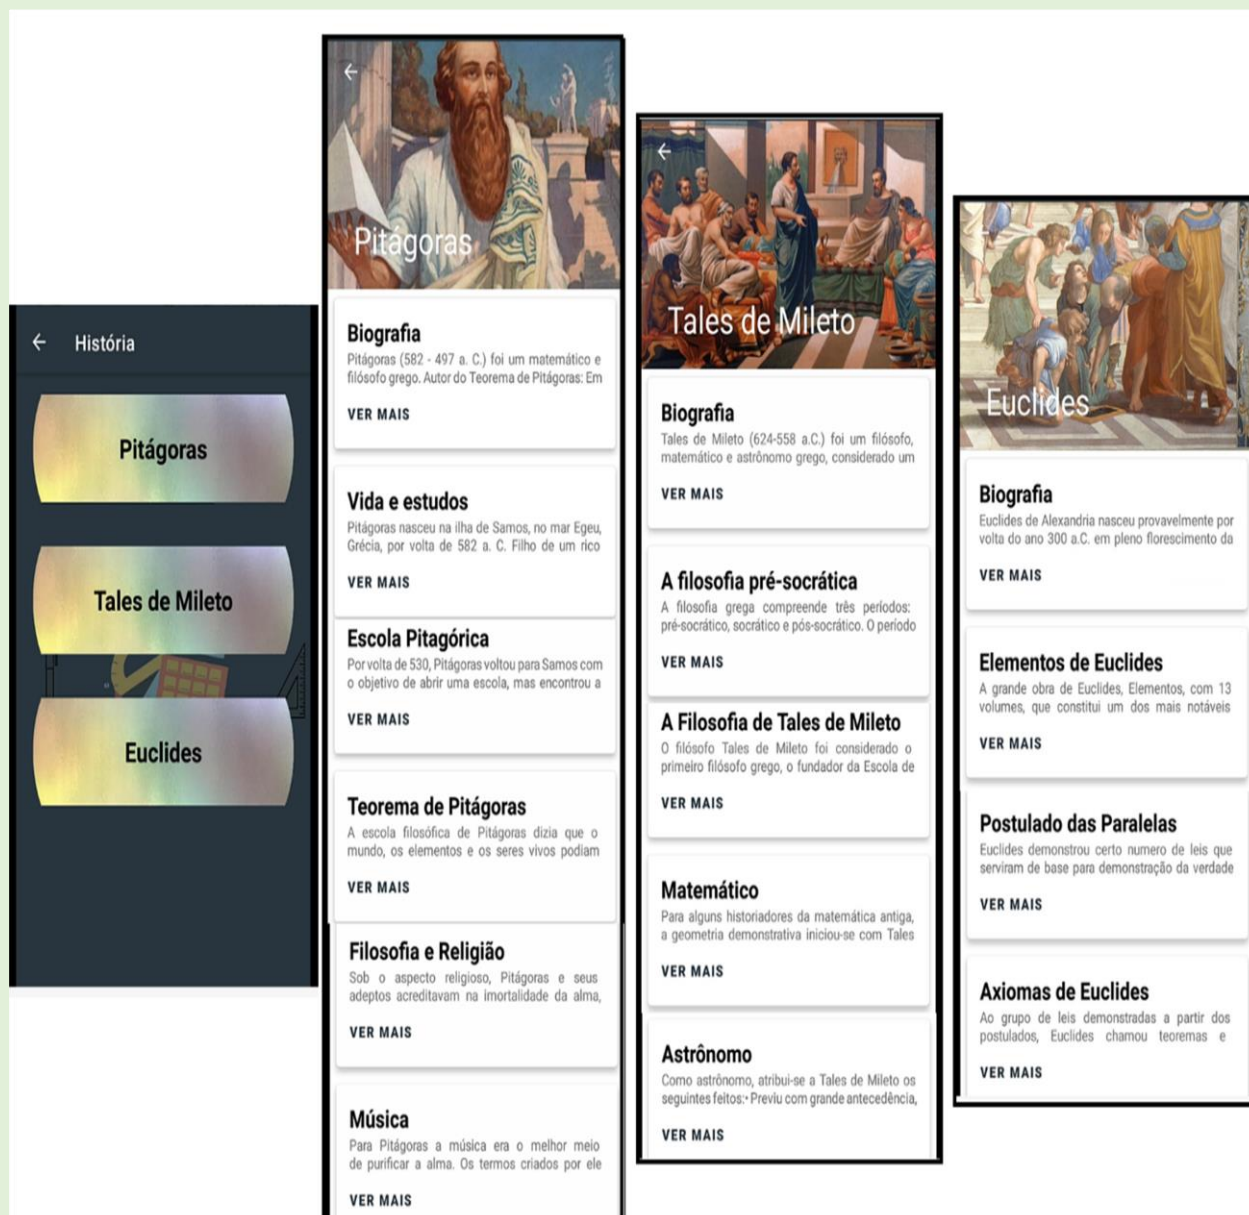 História
Pitágoras
Tales de Mileto
Euclides
Pitágoras
Biografia
Pitágoras (582 - 497 a. C.) foi um matemático e
filósofo grego. Autor do Teorema de Pitágoras: Em
VER MAIS
Vida e estudos
Pitágoras nasceu na ilha de Samos, no mar Egeu,
Grécia, por volta de 582 a. C. Filho de um rico
VER MAIS
Escola Pitagórica
Por volta de 530, Pitágoras voltou para Samos com
o objetivo de abrir uma escola, mas encontrou a
VER MAIS
Teorema de Pitágoras
A escola filosófica de Pitágoras dizia que o
mundo, os elementos e os seres vivos podiam
VER MAIS
Filosofia e Religião
Sob o aspecto religioso, Pitágoras e seus
adeptos acreditavam na imortalidade da alma,
VER MAIS
Música
Para Pitágoras a música era o melhor meio
de purificar a alma. Os termos criados por ele
VER MAIS
Tales de Mileto
Biografia
Tales de Mileto (624-558 a.C.) foi um filósofo,
matemático e astrônomo grego, considerado um
VER MAIS
A filosofia pré-socrática
A filosofia grega compreende três períodos:
pré-socrático, socrático e pós-socrático. O período
VER MAIS
A Filosofia de Tales de Mileto
O filósofo Tales de Mileto foi considerado o
primeiro filósofo grego, o fundador da Escola de
VER MAIS
Matemático
Para alguns historiadores da matemática antiga,
a geometria demonstrativa iniciou-se com Tales
VER MAIS
Astrônomo
Como astrônomo, atribui-se a Tales de Mileto os
seguintes feitos:• Previu com grande antecedência,
VER MAIS
Euclides
Biografia
Euclides de Alexandria nasceu provavelmente por
volta do ano 300 a.C. em pleno florescimento da
VER MAIS
Elementos de Euclides
A grande obra de Euclides, Elementos, com 13
volumes, que constitui um dos mais notáveis
VER MAIS
Postulado das Paralelas
Euclides demonstrou certo numero de leis que
serviram de base para demonstração da verdade
VER MAIS
Axiomas de Euclides
Ao grupo de leis demonstradas a partir dos
postulados, Euclides chamou teoremas e
VER MAIS